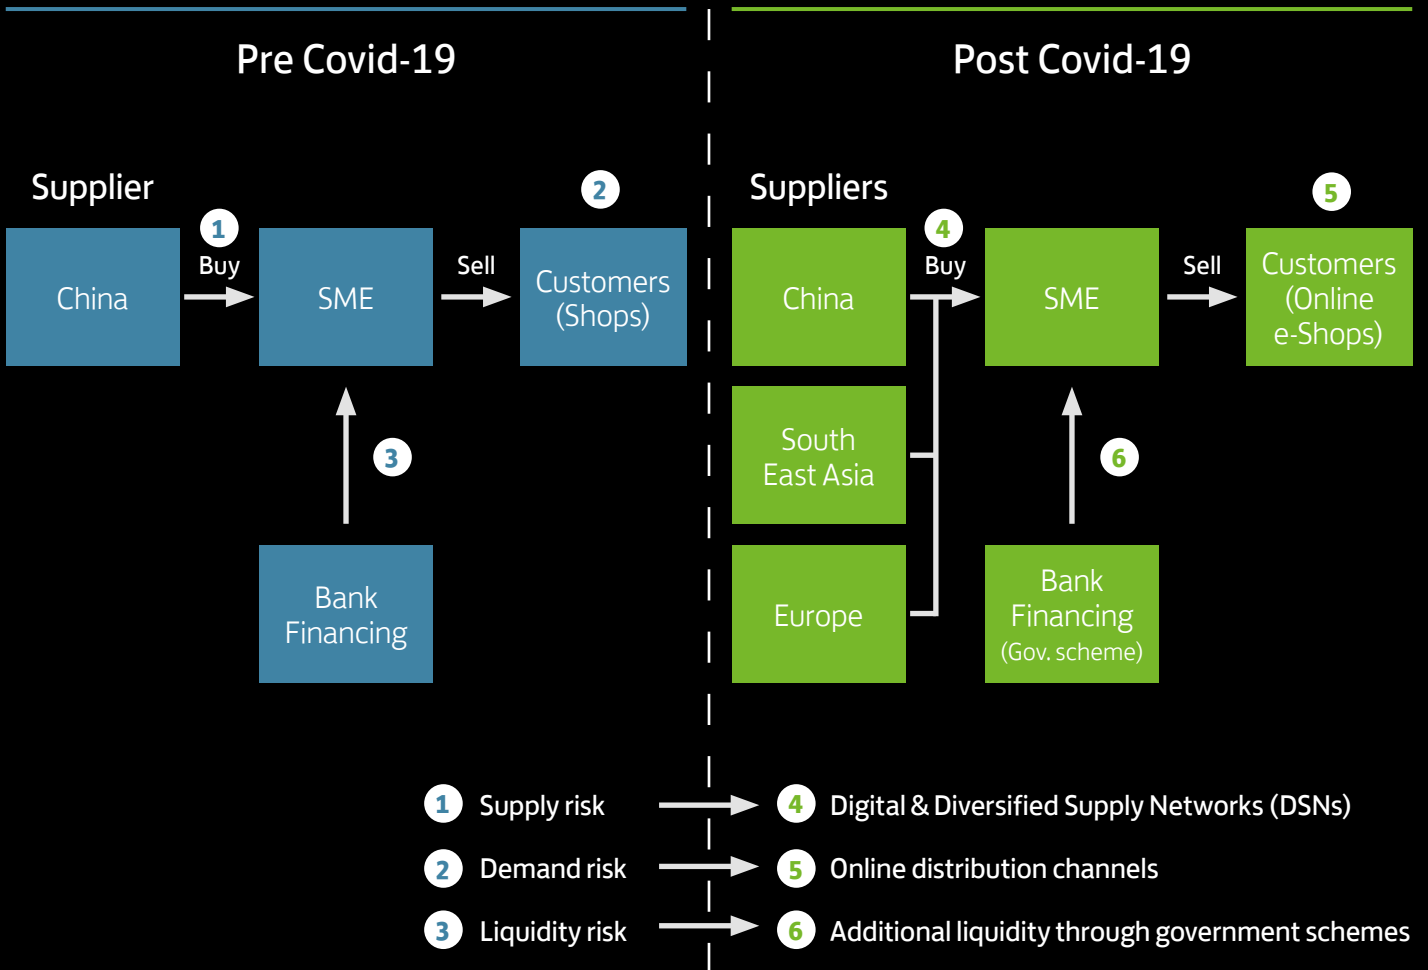 Pre Covid-19
Supplier
1
2
Buy
Sell
China
SME
Customers
(Shops)
3
Bank
Financing
Post Covid-19
Suppliers
4
5
Buy
Sell
China
SME
Customers
(Online
e-Shops)
South
East Asia
6
Europe
Bank
Financing
(Gov. scheme)
1 Supply risk
4 Digital & Diversified Supply Networks (DSNs)
2 Demand risk
5 Online distribution channels
3 Liquidity risk
6 Additional liquidity through government schemes